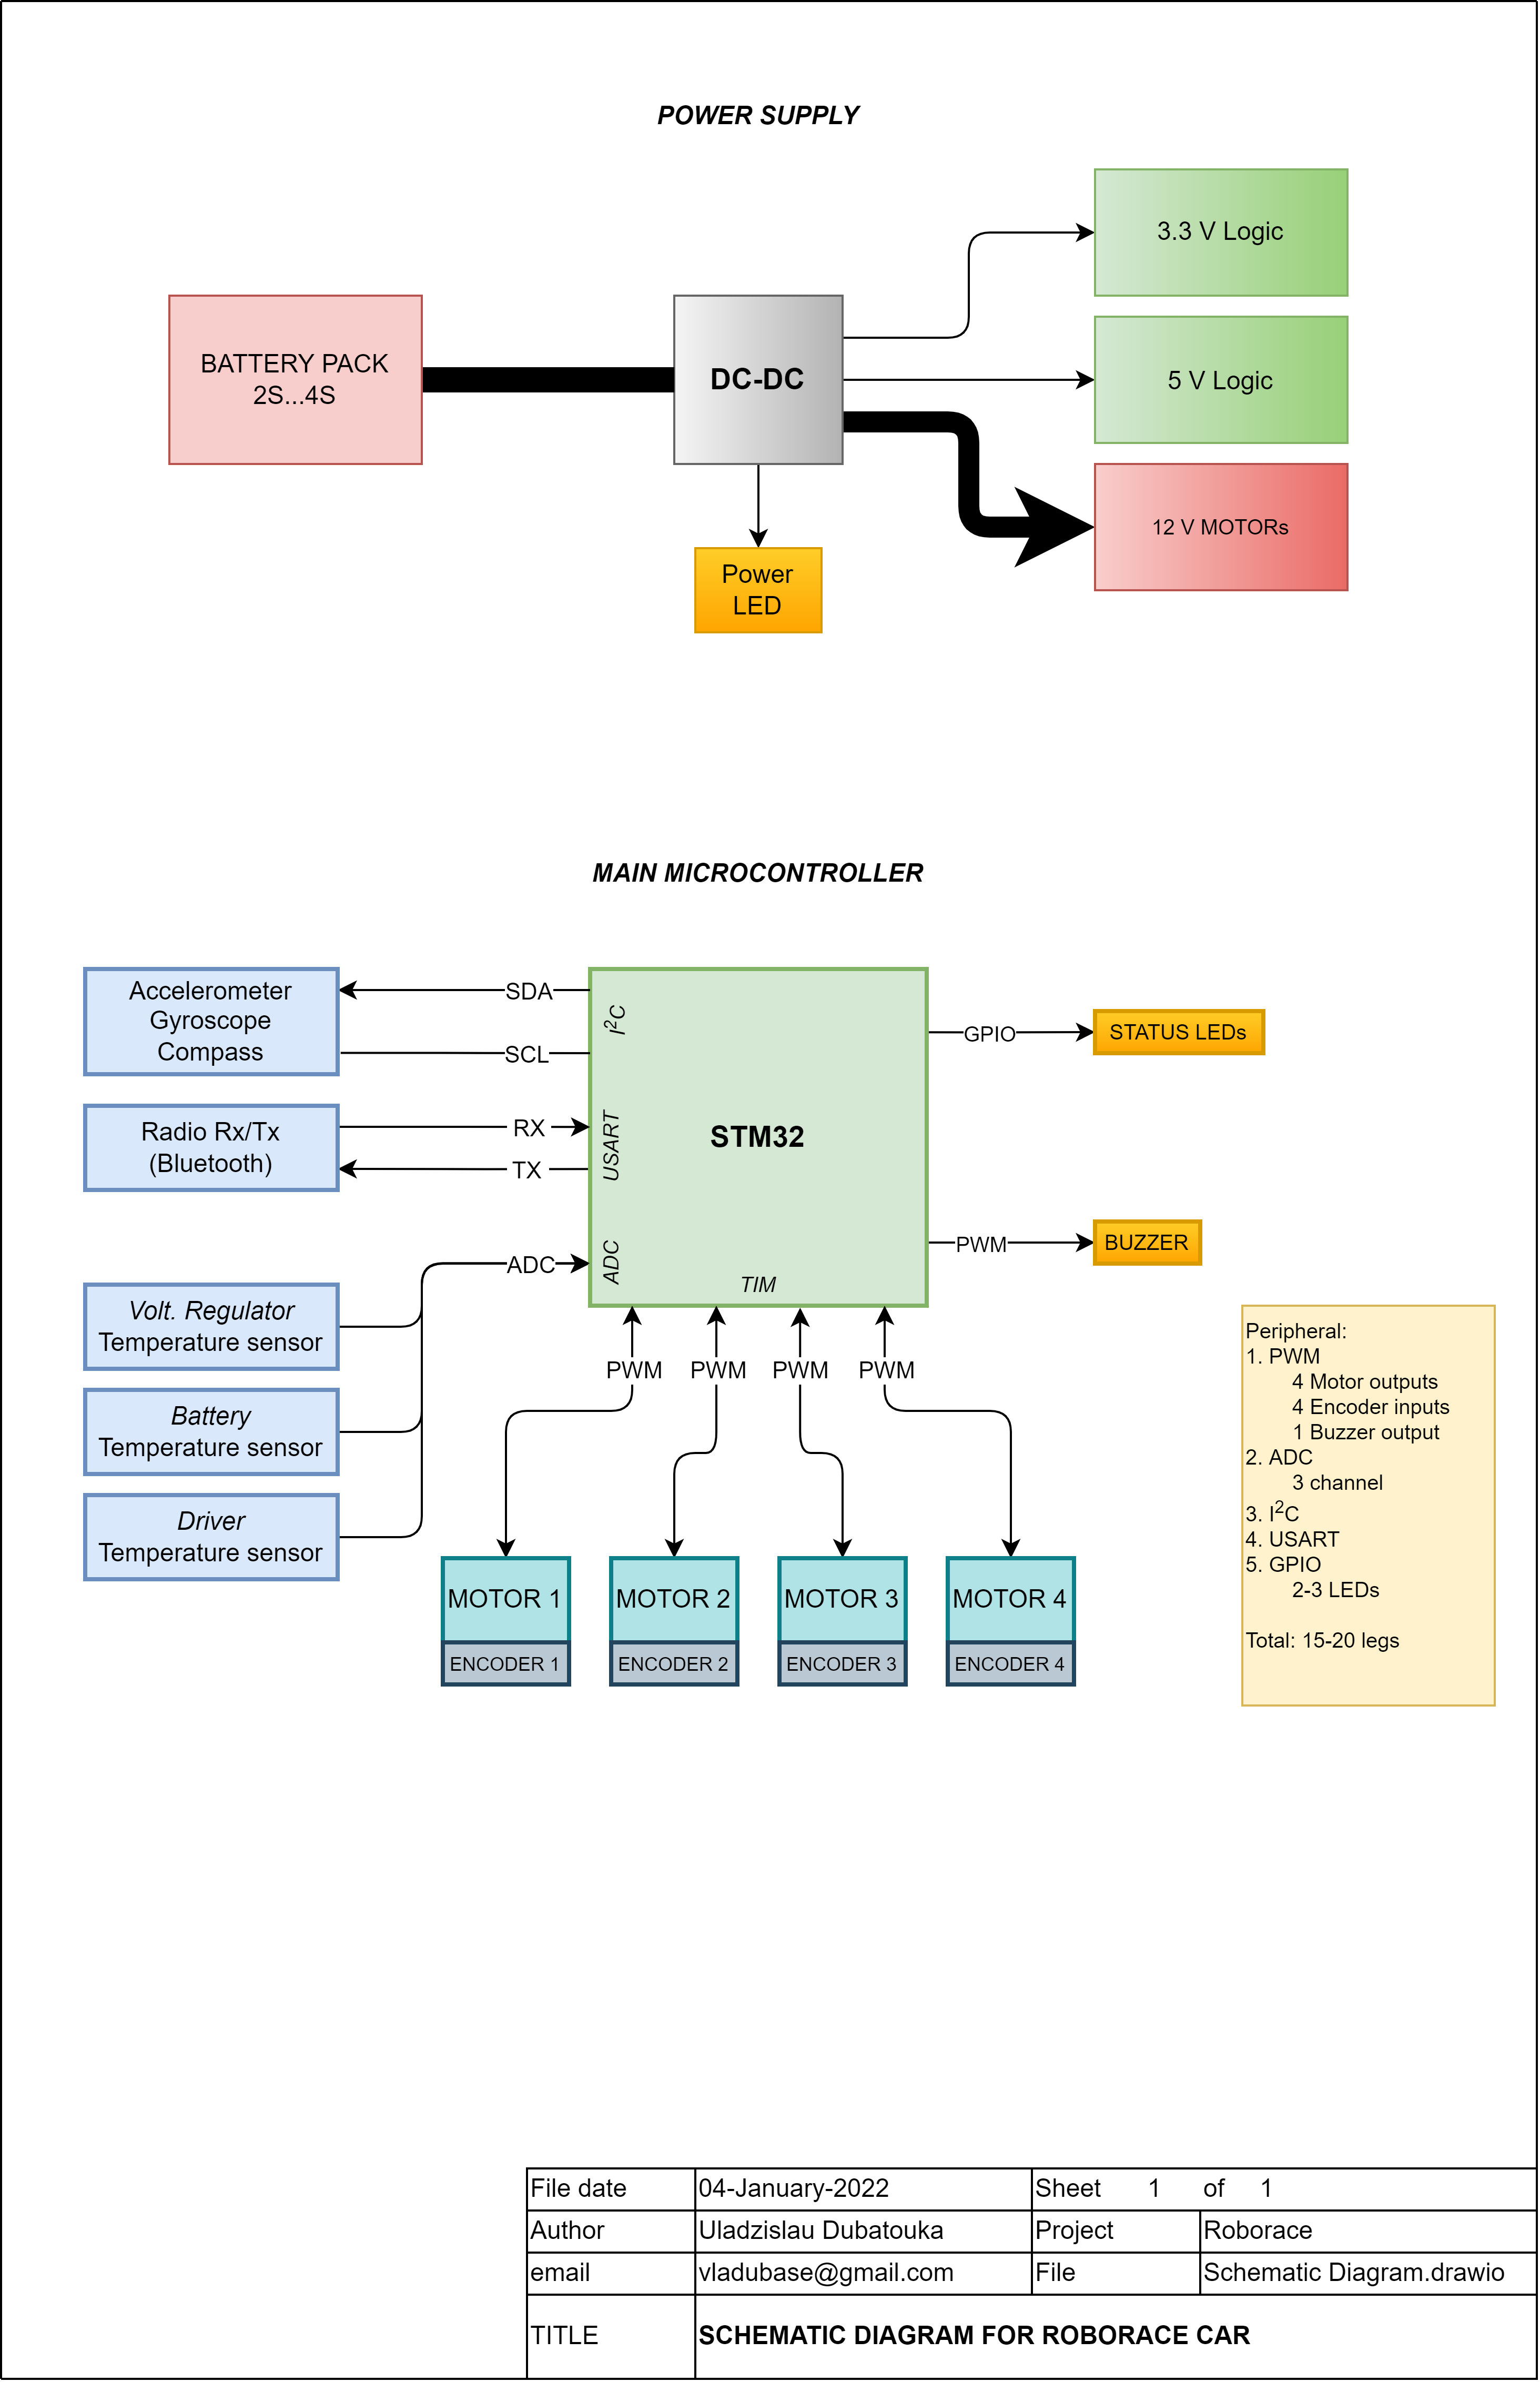 POWER SUPPLY
3.3 V Logic
BATTERY PACK
2S...4S
DC-DC
5 V Logic
12 V MOTORs
Power
LED
MAIN MICROCONTROLLER
Accelerometer
Gyroscope
Compass
SDA
SCL
I²C
Radio Rx/Tx
(Bluetooth)
RX
TX
USART
STM32
GPIO
STATUS LEDs
PWM
BUZZER
ADC
ADC
TIM
Volt. Regulator
Temperature sensor
Battery
Temperature sensor
Driver
Temperature sensor
PWM
PWM
PWM
PWM
MOTOR 1
ENCODER 1
MOTOR 2
ENCODER 2
MOTOR 3
ENCODER 3
MOTOR 4
ENCODER 4
Peripheral:
1. PWM
4 Motor outputs
4 Encoder inputs
1 Buzzer output
2. ADC
3 channel
3. I²C
4. USART
5. GPIO
2-3 LEDs
Total: 15-20 legs
File date 04-January-2022 Sheet 1 of 1
Author Uladzislau Dubatouka Project Roborace
email vladubase@gmail.com File Schematic Diagram.drawio
TITLE SCHEMATIC DIAGRAM FOR ROBORACE CAR